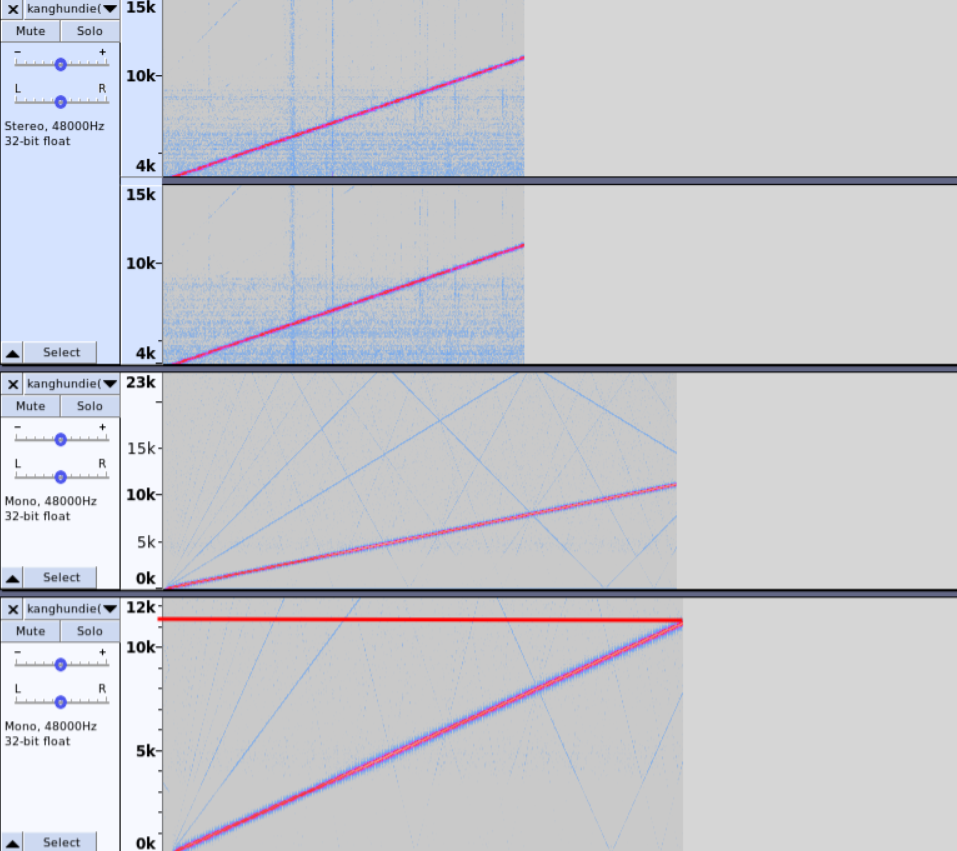 kanghundie(
Mute Solo
- +
L R
Stereo, 48000Hz
32-bit float
Select
15k
10k
4k
15k
10k
4k
kanghundie(
Mute Solo
- +
L R
Mono, 48000Hz
32-bit float
Select
23k
15k
10k
5k
0k
kanghundie(
Mute Solo
- +
L R
Mono, 48000Hz
32-bit float
Select
12k
10k
5k
0k